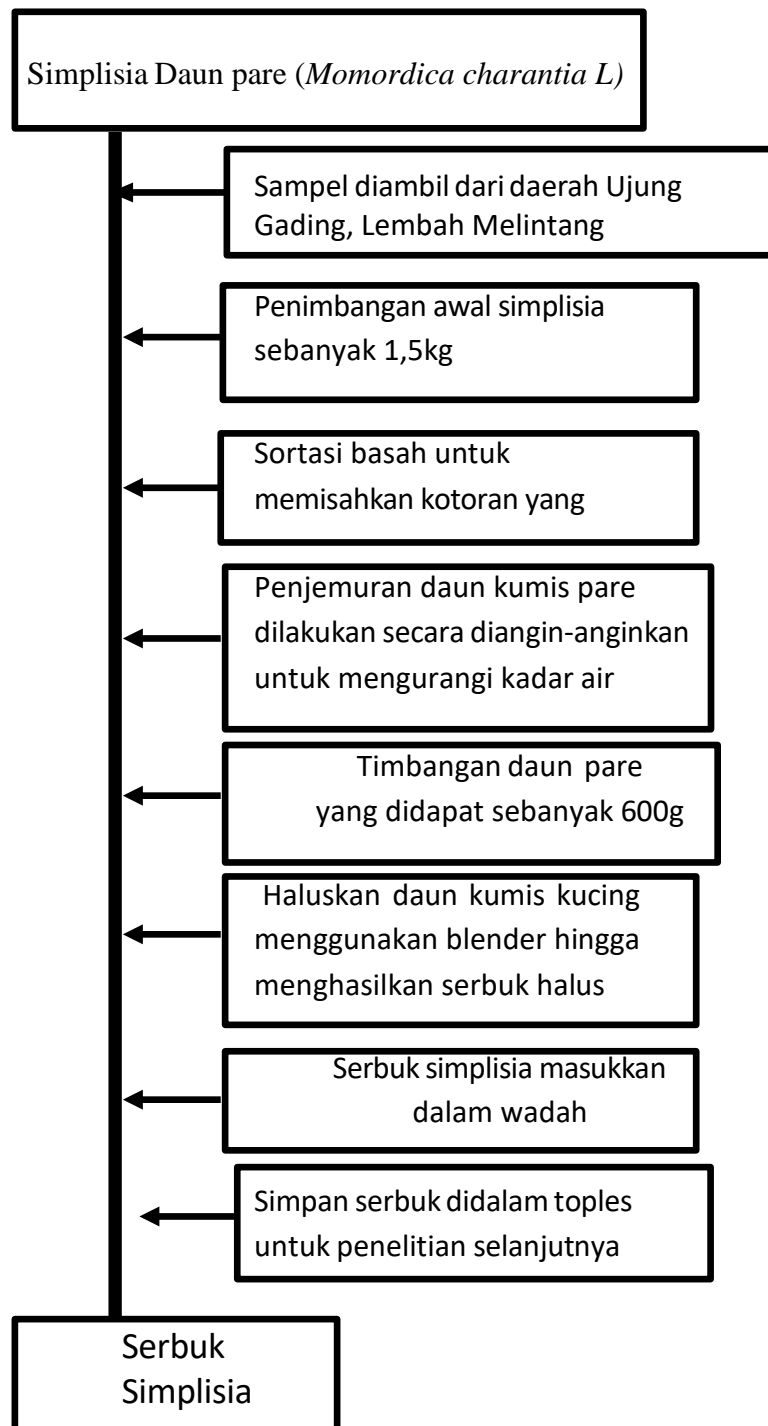 Simplisia Daun pare (Momordica charantia L)
Sampel diambil dari daerah Ujung
Gading, Lembah Melintang
Penimbangan awal simplisia
sebanyak 1,5kg
Sortasi basah untuk
memisahkan kotoran yang
Penjemuran daun kumis pare
dilakukan secara diangin-anginkan
untuk mengurangi kadar air
Timbangan daun pare
yang didapat sebanyak 600g
Haluskan daun kumis kucing
menggunakan blender hingga
menghasilkan serbuk halus
Serbuk simplisia masukkan
dalam wadah
Simpan serbuk didalam toples
untuk penelitian selanjutnya
Serbuk
Simplisia